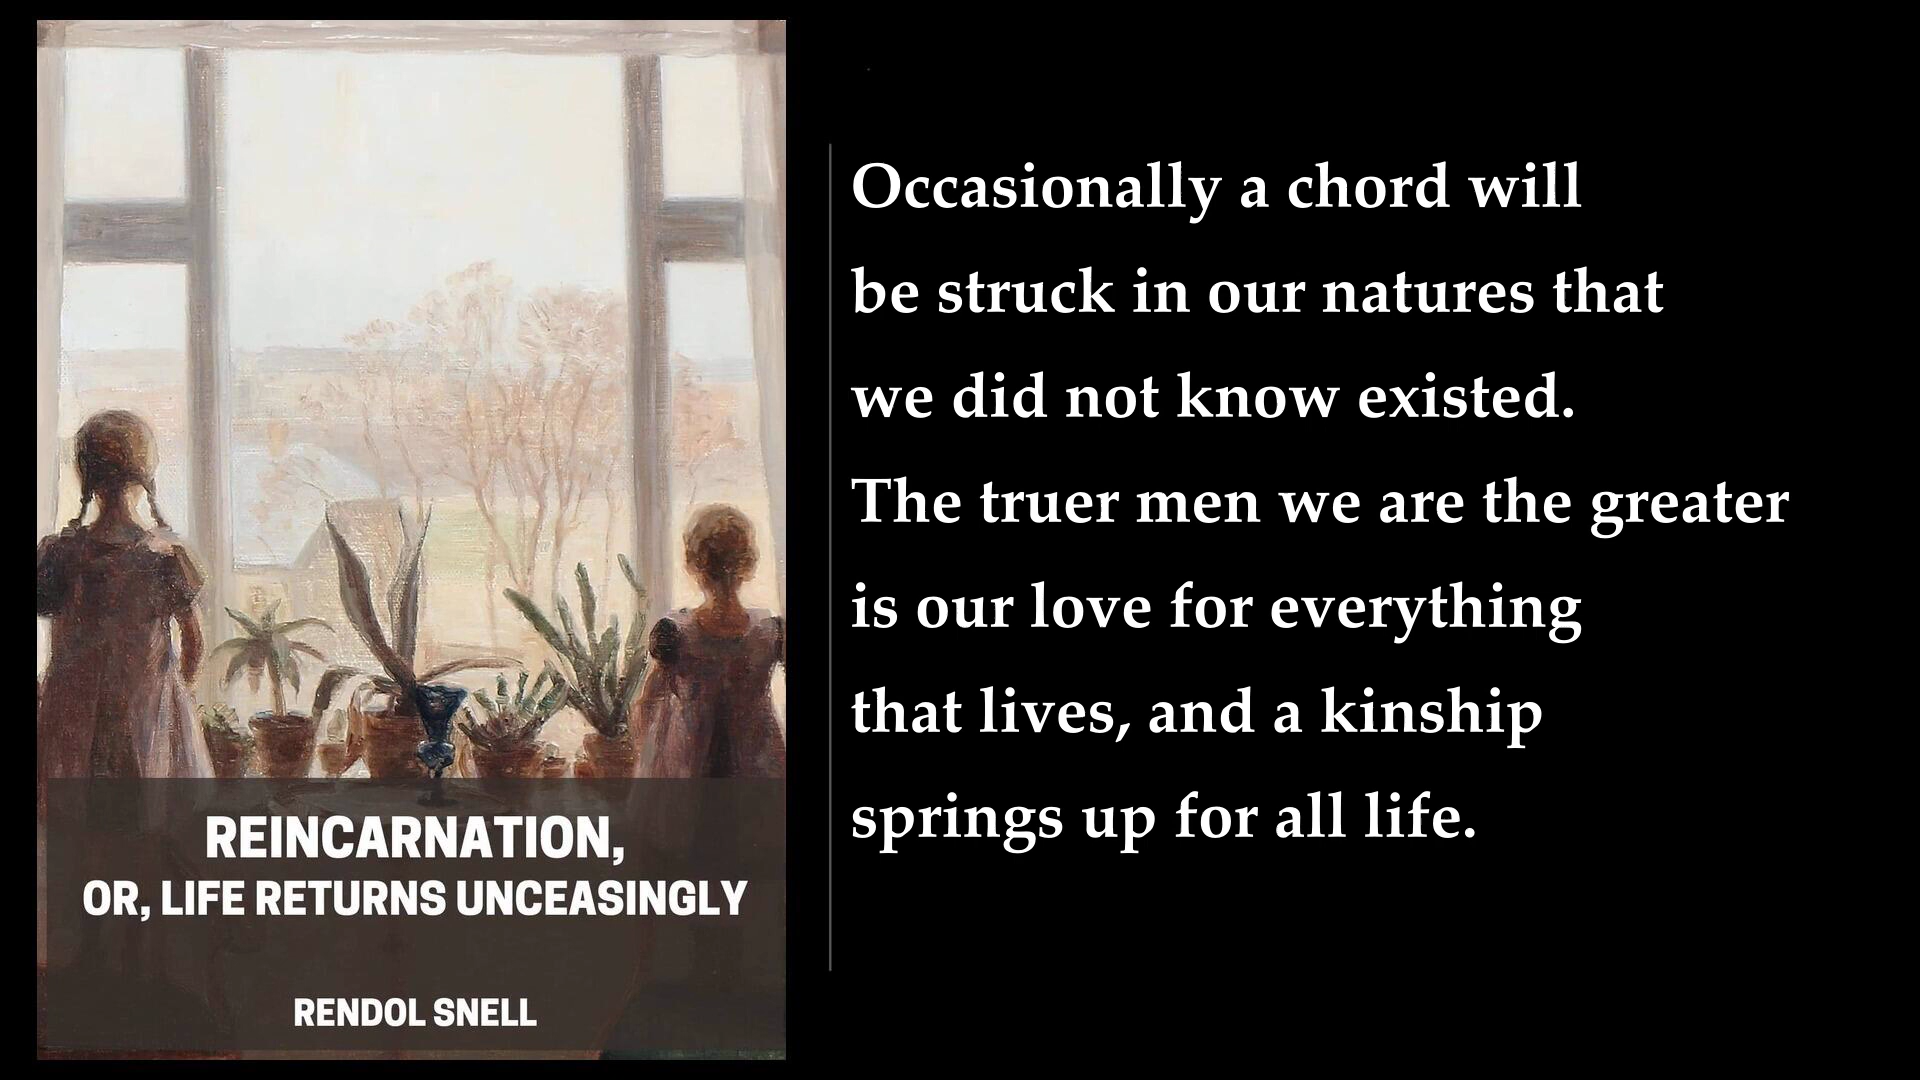 REINCARNATION,
OR, LIFE RETURNS UNCEASINGLY
RENDOL SNELL
Occasionally a chord will
be struck in our natures that
we did not know existed.
The truer men we are the greater
is our love for everything
that lives, and a kinship
springs up for all life.